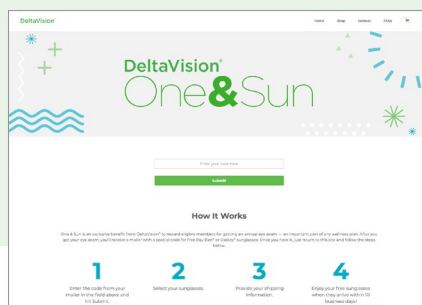 DeltaVision®
Home Shop Contact FAQs
DeltaVision®
One&Sun
Enter your code here
SUBMIT
How It Works
One & Sun is an exclusive benefit from DeltaVision® to reward eligible members for getting an annual eye exam — an important part of any wellness plan. After you
get your eye exam, you'll receive a mailer with a special code for free Ray-Ban® or Oakley® sunglasses. Once you have it, just return to this site and follow the steps
below.
1 2 3 4
Enter the code from your Select your sunglasses. Provide your shipping Enjoy your free sunglasses
mailer in the field above and information. when they arrive within 10
hit Submit. business days!